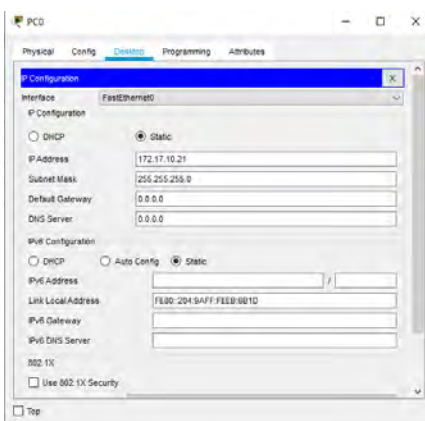 PC0
Physical Config Desktop Programming Attributes
IP Configuration X
Interface FastEthernet0
IP Configuration
DHCP Static
IP Address 172.17.10.21
Subnet Mask 255.255.255.0
Default Gateway 0.0.0.0
DNS Server 0.0.0.0
IPv6 Configuration
DHCP Auto Config Static
IPv6 Address /
Link Local Address FE80::204:9AFF:FEEB:6B1D
IPv6 Gateway
IPv6 DNS Server
802.1X
Use 802.1X Security
Top